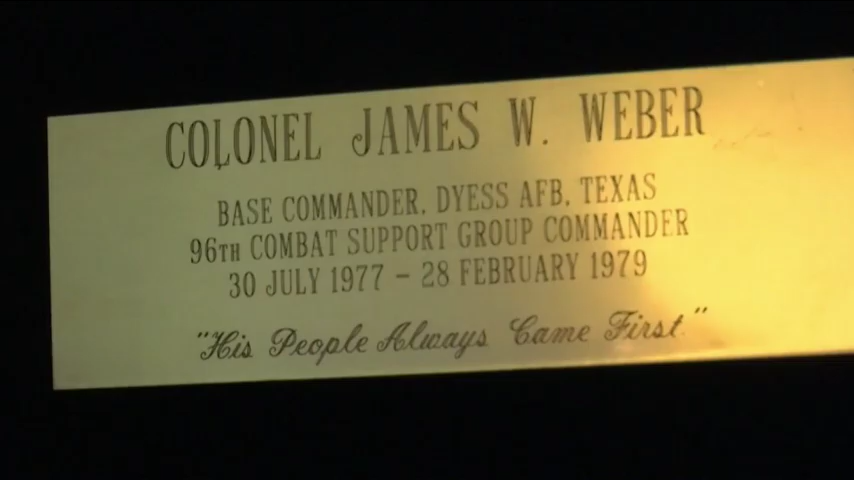 COLONEL JAMES W. WEBER
BASE COMMANDER, DYESS AFB, TEXAS
96TH COMBAT SUPPORT GROUP COMMANDER
30 JULY 1977 – 28 FEBRUARY 1979
"His People Always Came First."